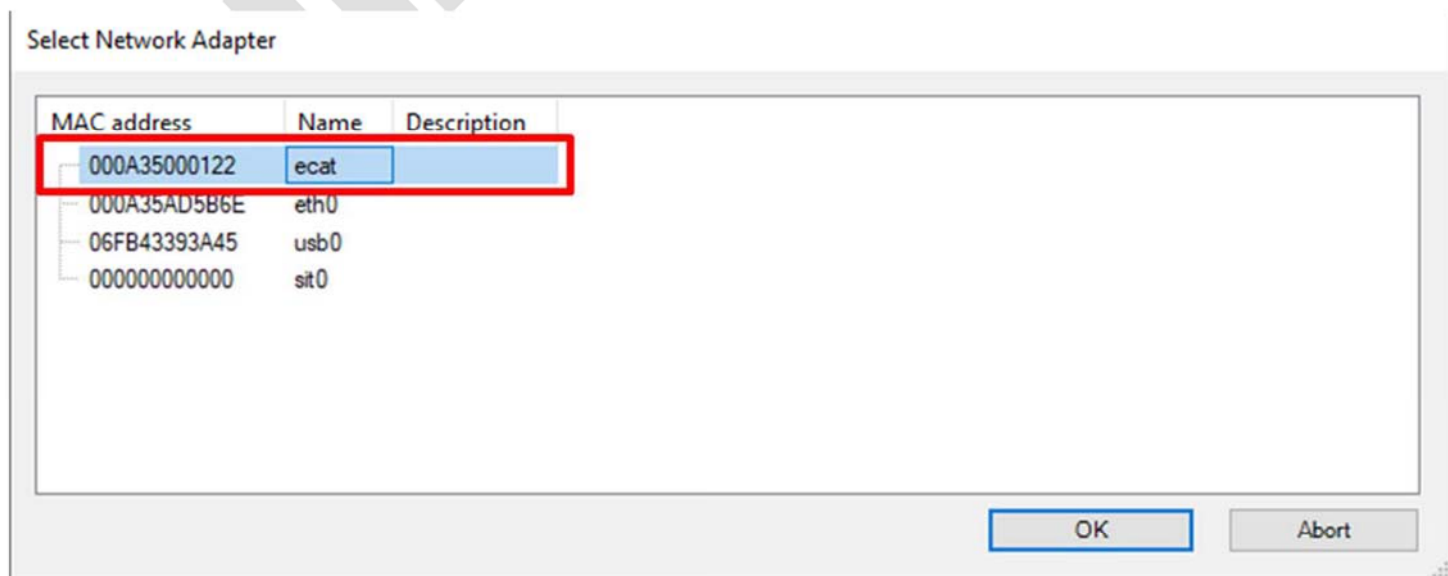 Select Network Adapter
MAC address Name Description
000A35000122 ecat
000A35AD5B6E eth0
06FB43393A45 usb0
000000000000 sit0
OK Abort